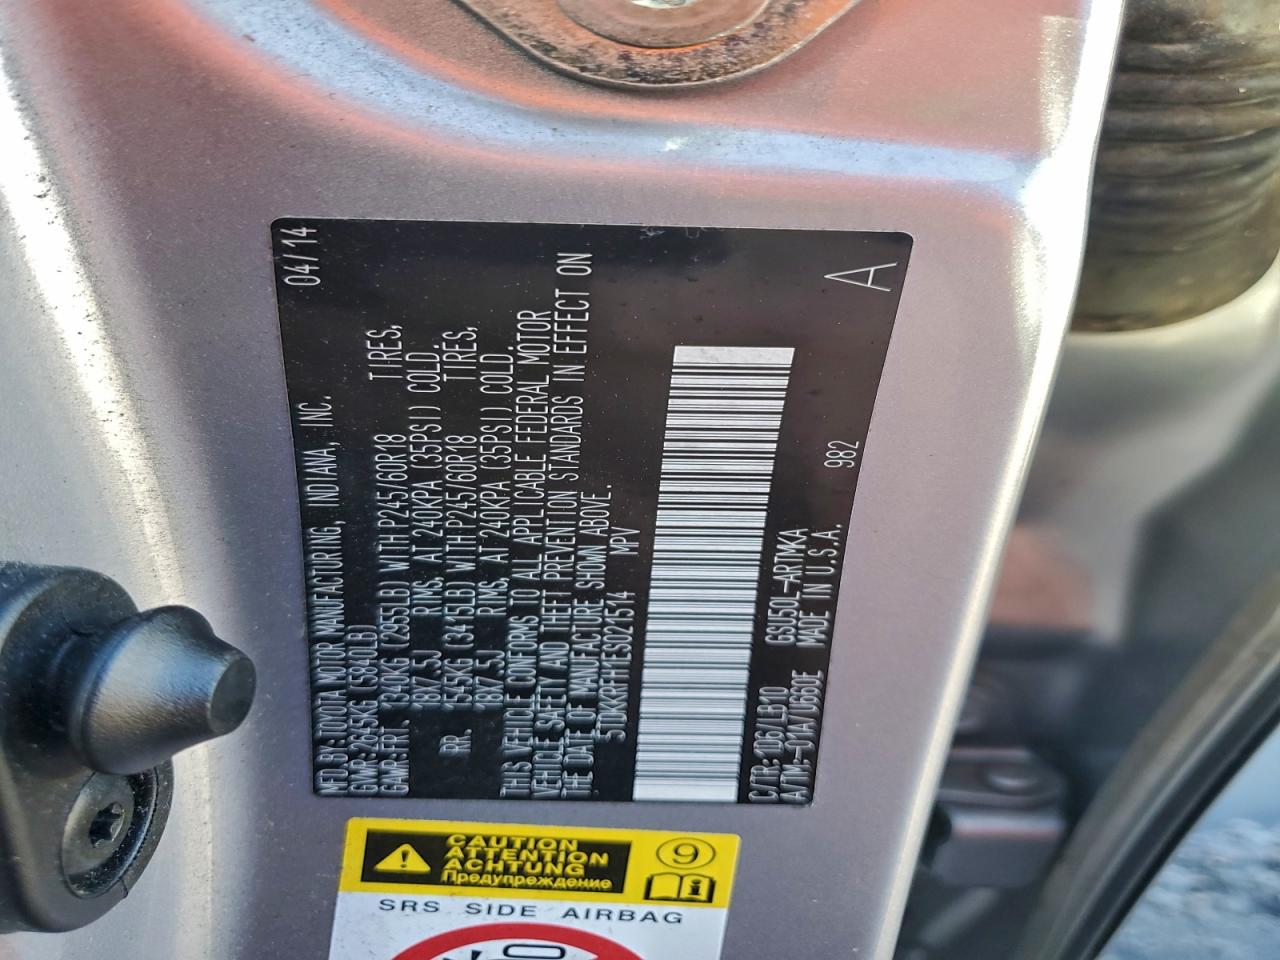 MFD.BY:TOYOTA MOTOR MANUFACTURING, INDIANA, INC. 04/14
GVWR:2695KG (5940LB)
GAWR:FRT. 1340KG (2955LB) WITH P245/60R18 TIRES,
18X7.5J RIMS, AT 240KPA (35PSI) COLD.
RR. 1545KG (3415LB) WITH P245/60R18 TIRES,
18X7.5J RIMS, AT 240KPA (35PSI) COLD.
THIS VEHICLE CONFORMS TO ALL APPLICABLE FEDERAL MOTOR
VEHICLE SAFETY AND THEFT PREVENTION STANDARDS IN EFFECT ON
THE DATE OF MANUFACTURE SHOWN ABOVE.
5TDKKRFH1ES021514 MPV
C/TR:1D6/LB10 GSU50L-ARTMKA
A/TM:-01A/U660E MADE IN U.S.A. 982
A
CAUTION
ATTENTION
ACHTUNG
Предупреждение
9
i
SRS SIDE AIRBAG